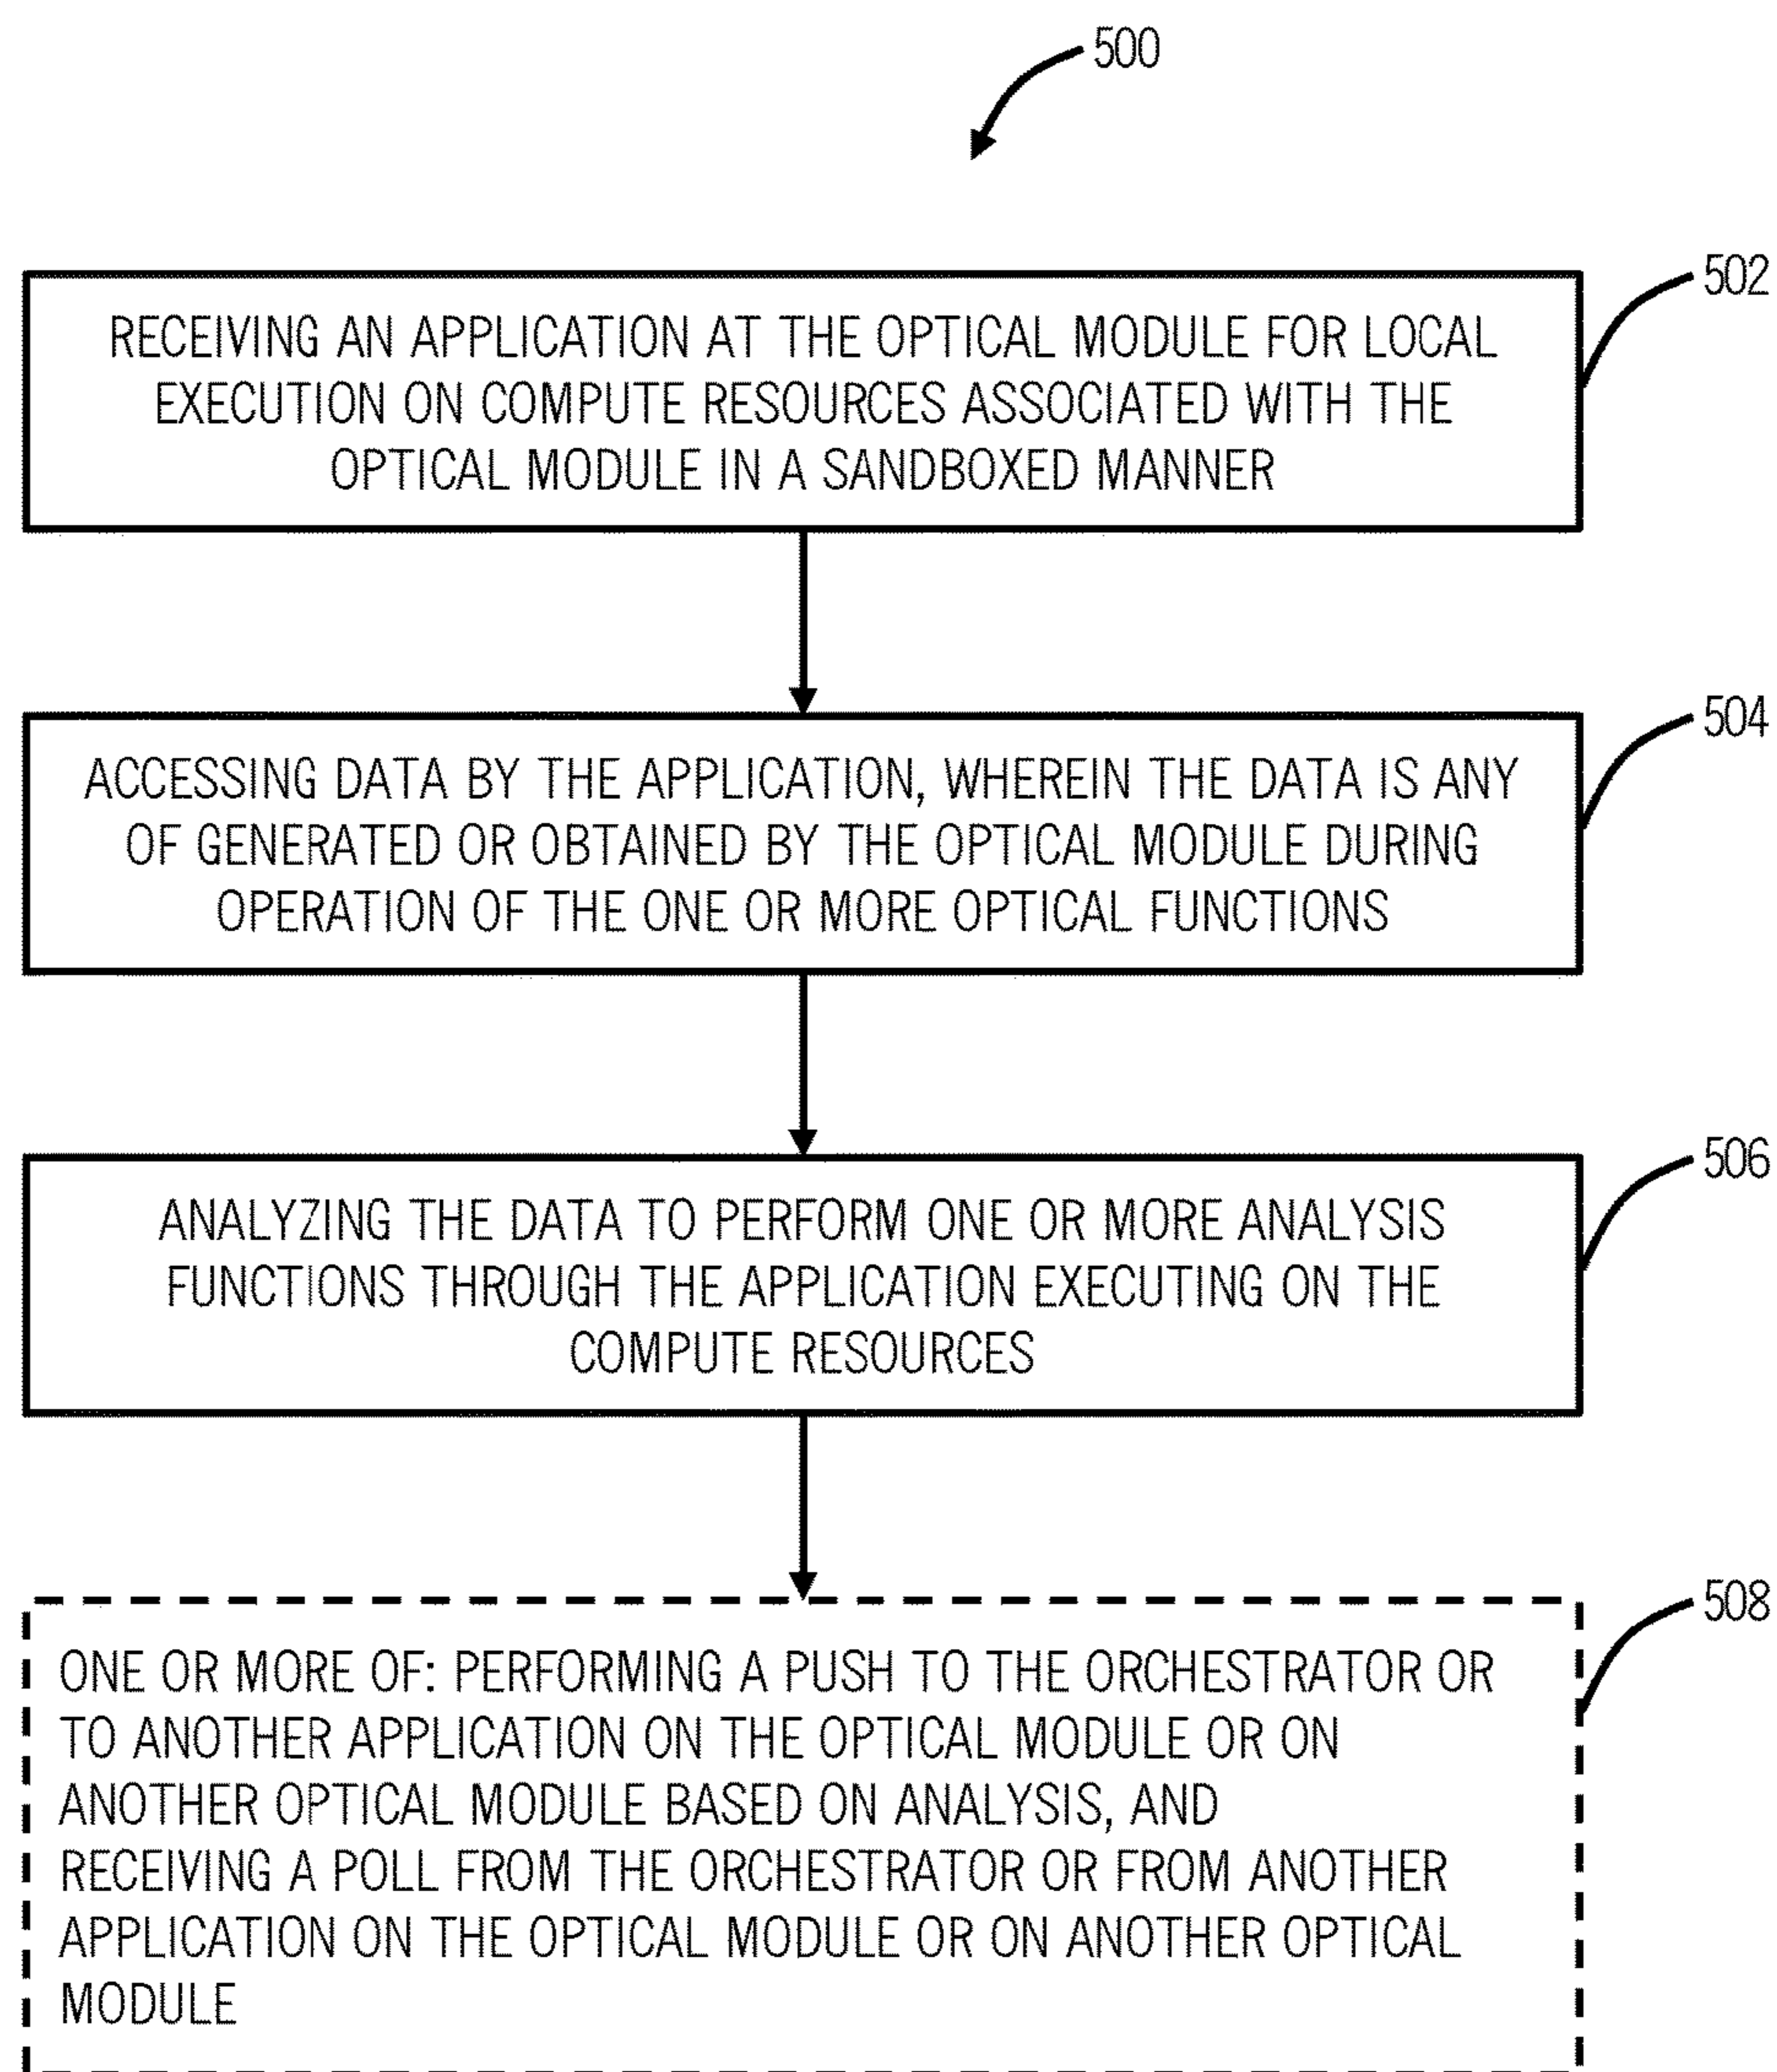 500
502
RECEIVING AN APPLICATION AT THE OPTICAL MODULE FOR LOCAL
EXECUTION ON COMPUTE RESOURCES ASSOCIATED WITH THE
OPTICAL MODULE IN A SANDBOXED MANNER
504
ACCESSING DATA BY THE APPLICATION, WHEREIN THE DATA IS ANY
OF GENERATED OR OBTAINED BY THE OPTICAL MODULE DURING
OPERATION OF THE ONE OR MORE OPTICAL FUNCTIONS
506
ANALYZING THE DATA TO PERFORM ONE OR MORE ANALYSIS
FUNCTIONS THROUGH THE APPLICATION EXECUTING ON THE
COMPUTE RESOURCES
508
ONE OR MORE OF: PERFORMING A PUSH TO THE ORCHESTRATOR OR
TO ANOTHER APPLICATION ON THE OPTICAL MODULE OR ON
ANOTHER OPTICAL MODULE BASED ON ANALYSIS, AND
RECEIVING A POLL FROM THE ORCHESTRATOR OR FROM ANOTHER
APPLICATION ON THE OPTICAL MODULE OR ON ANOTHER OPTICAL
MODULE